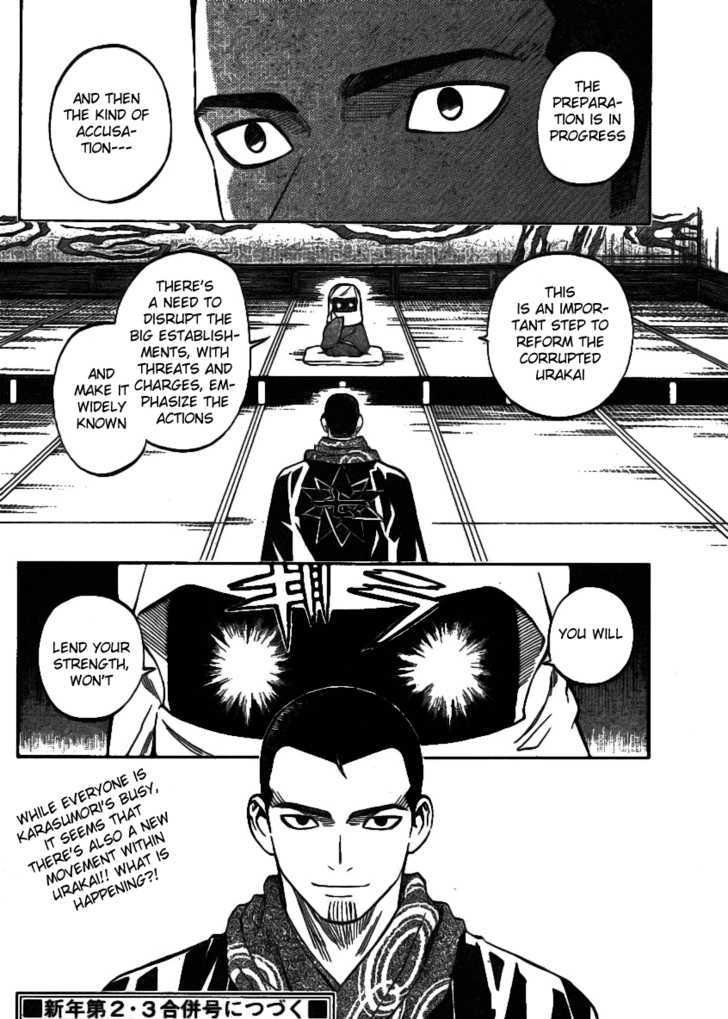 THE
PREPARA-
TION IS IN
PROGRESS
AND THEN
THE KIND OF
ACCUSA-
TION---
THIS
IS AN IMPOR-
TANT STEP TO
REFORM THE
CORRUPTED
URAKAI
THERE'S
A NEED TO
DISRUPT THE
BIG ESTABLISH-
MENTS, WITH
THREATS AND
CHARGES, EM-
PHASIZE THE
ACTIONS
AND
MAKE IT
WIDELY
KNOWN
ギラ
YOU WILL
LEND YOUR
STRENGTH,
WON'T
WHILE EVERYONE IS
KARASUMORI'S BUSY,
IT SEEMS THAT
THERE'S ALSO A NEW
MOVEMENT WITHIN
URAKAI!! WHAT IS
HAPPENING?!
■新年第2・3合併号につづく■